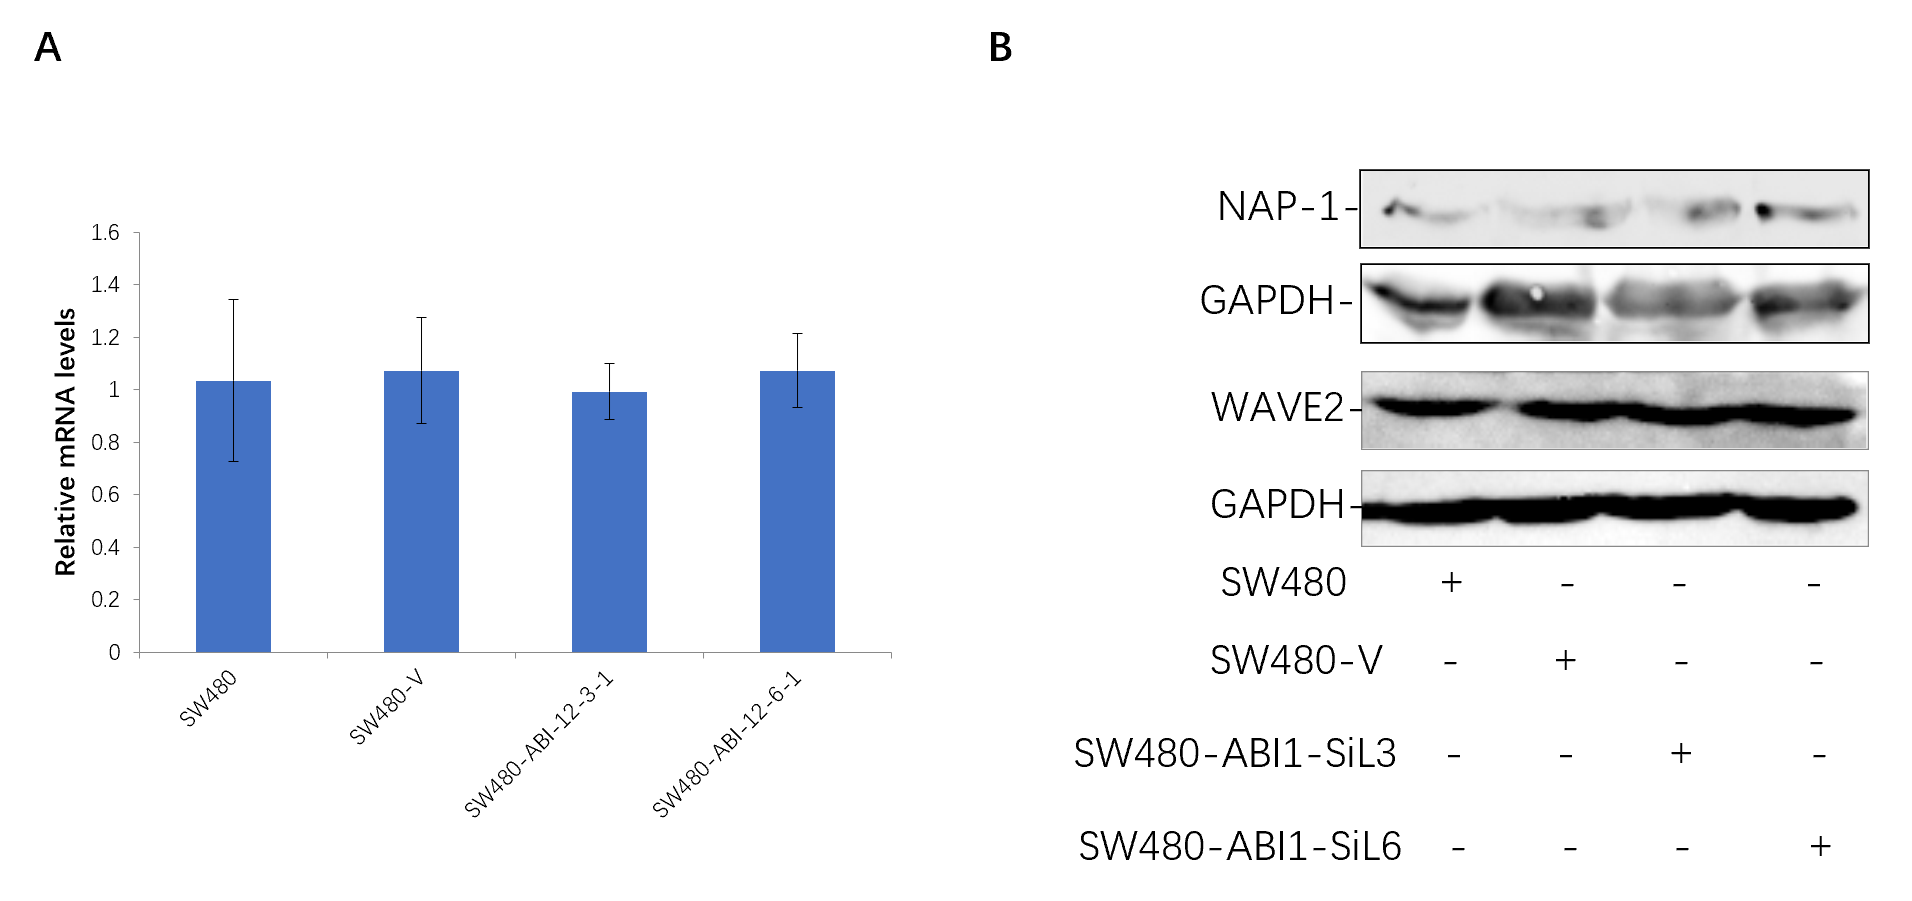 A
B
Relative mRNA levels
1.6
1.4
1.2
1
0.8
0.6
0.4
0.2
0
SW480
SW480-V
SW480-ABI-12-3-1
SW480-ABI-12-6-1
NAP-1-
GAPDH-
WAVE2-
GAPDH-
SW480 + - - -
SW480-V - + - -
SW480-ABI1-SiL3 - - + -
SW480-ABI1-SiL6 - - - +